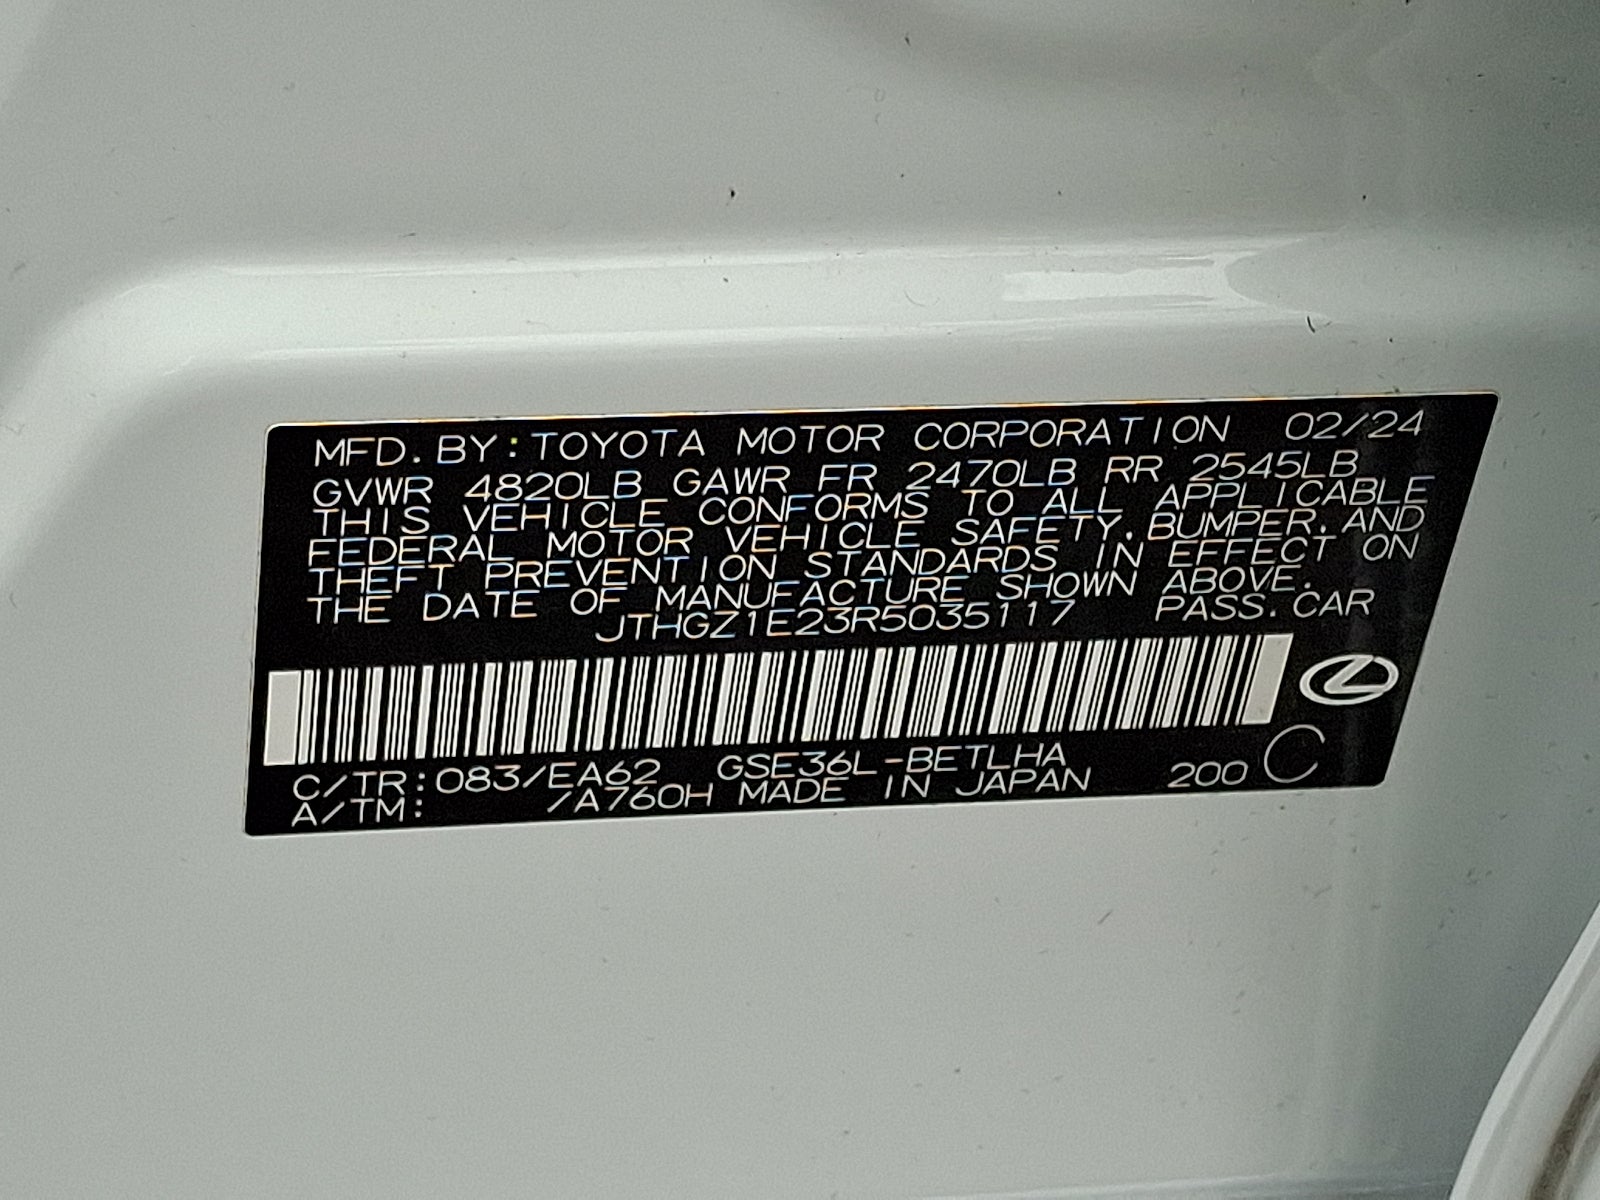 MFD. BY: TOYOTA MOTOR CORPORATION 02/24
GVWR 4820LB GAWR FR 2470LB RR 2545LB
THIS VEHICLE CONFORMS TO ALL APPLICABLE
FEDERAL MOTOR VEHICLE SAFETY, BUMPER, AND
THEFT PREVENTION STANDARDS IN EFFECT ON
THE DATE OF MANUFACTURE SHOWN ABOVE.
JTHGZ1E23R5035117 PASS. CAR
C/TR: 083/EA62 GSE36L-BETLHA
A/TM: /A760H MADE IN JAPAN 200 C